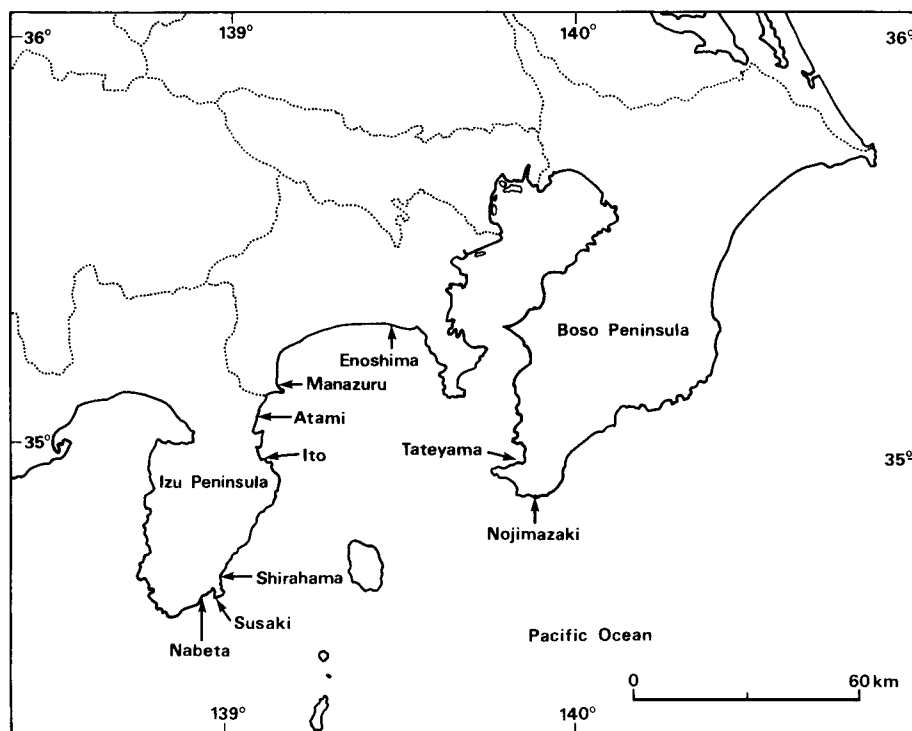 139° 140°
36° 36°
Boso Peninsula
Enoshima
Manazuru
Atami
35° Tateyama 35°
Ito
Izu Peninsula
Nojimazaki
Shirahama
Susaki
Pacific Ocean
Nabeta
0 60 km
139° 140°